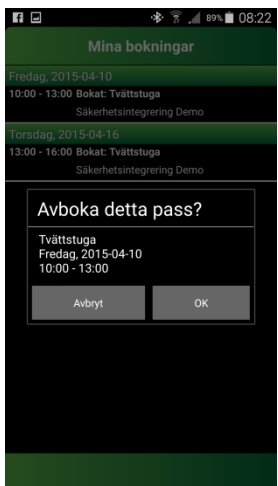 89% 08:22
Mina bokningar
Fredag, 2015-04-10
10:00 - 13:00 Bokat: Tvättstuga
Säkerhetsintegrering Demo
Torsdag, 2015-04-16
13:00 - 16:00 Bokat: Tvättstuga
Säkerhetsintegrering Demo
Avboka detta pass?
Tvättstuga
Fredag, 2015-04-10
10:00 - 13:00
Avbryt OK